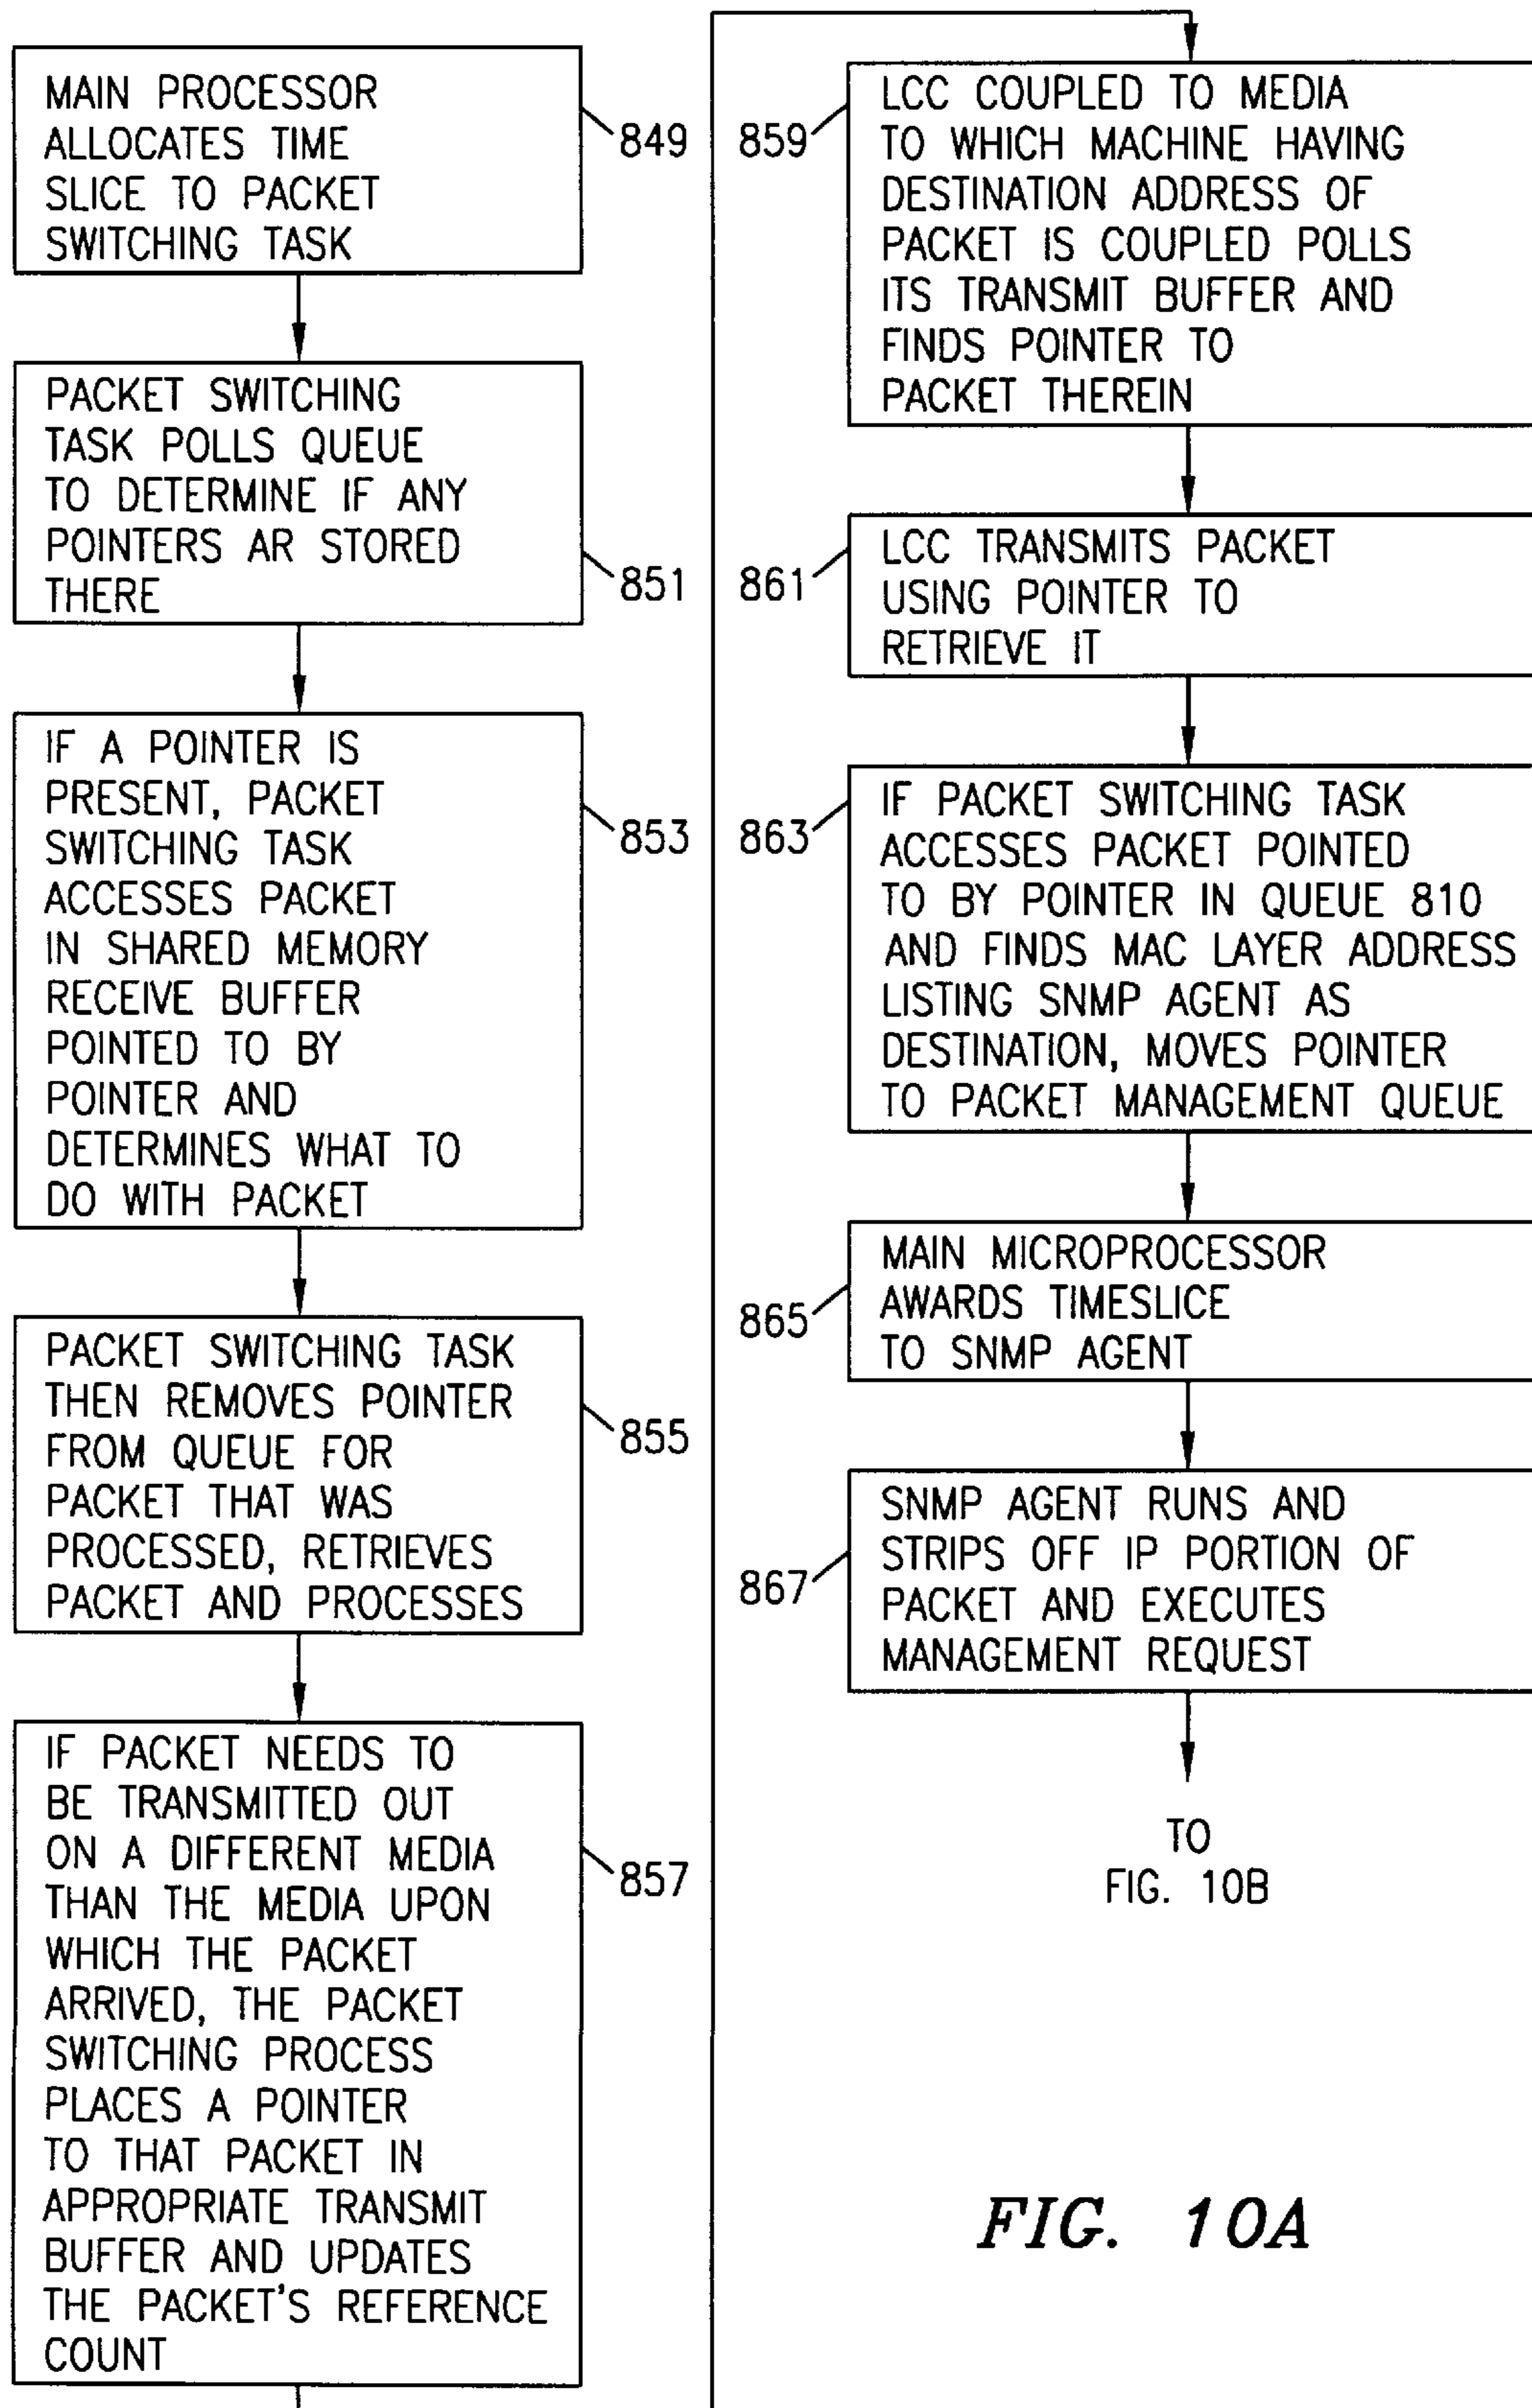 MAIN PROCESSOR
ALLOCATES TIME
SLICE TO PACKET
SWITCHING TASK
849
PACKET SWITCHING
TASK POLLS QUEUE
TO DETERMINE IF ANY
POINTERS AR STORED
THERE
851
IF A POINTER IS
PRESENT, PACKET
SWITCHING TASK
ACCESSES PACKET
IN SHARED MEMORY
RECEIVE BUFFER
POINTED TO BY
POINTER AND
DETERMINES WHAT TO
DO WITH PACKET
853
PACKET SWITCHING TASK
THEN REMOVES POINTER
FROM QUEUE FOR
PACKET THAT WAS
PROCESSED, RETRIEVES
PACKET AND PROCESSES
855
IF PACKET NEEDS TO
BE TRANSMITTED OUT
ON A DIFFERENT MEDIA
THAN THE MEDIA UPON
WHICH THE PACKET
ARRIVED, THE PACKET
SWITCHING PROCESS
PLACES A POINTER
TO THAT PACKET IN
APPROPRIATE TRANSMIT
BUFFER AND UPDATES
THE PACKET'S REFERENCE
COUNT
857
859
LCC COUPLED TO MEDIA
TO WHICH MACHINE HAVING
DESTINATION ADDRESS OF
PACKET IS COUPLED POLLS
ITS TRANSMIT BUFFER AND
FINDS POINTER TO
PACKET THEREIN
861
LCC TRANSMITS PACKET
USING POINTER TO
RETRIEVE IT
863
IF PACKET SWITCHING TASK
ACCESSES PACKET POINTED
TO BY POINTER IN QUEUE 810
AND FINDS MAC LAYER ADDRESS
LISTING SNMP AGENT AS
DESTINATION, MOVES POINTER
TO PACKET MANAGEMENT QUEUE
865
MAIN MICROPROCESSOR
AWARDS TIMESLICE
TO SNMP AGENT
867
SNMP AGENT RUNS AND
STRIPS OFF IP PORTION OF
PACKET AND EXECUTES
MANAGEMENT REQUEST
TO
FIG. 10B
FIG. 10A